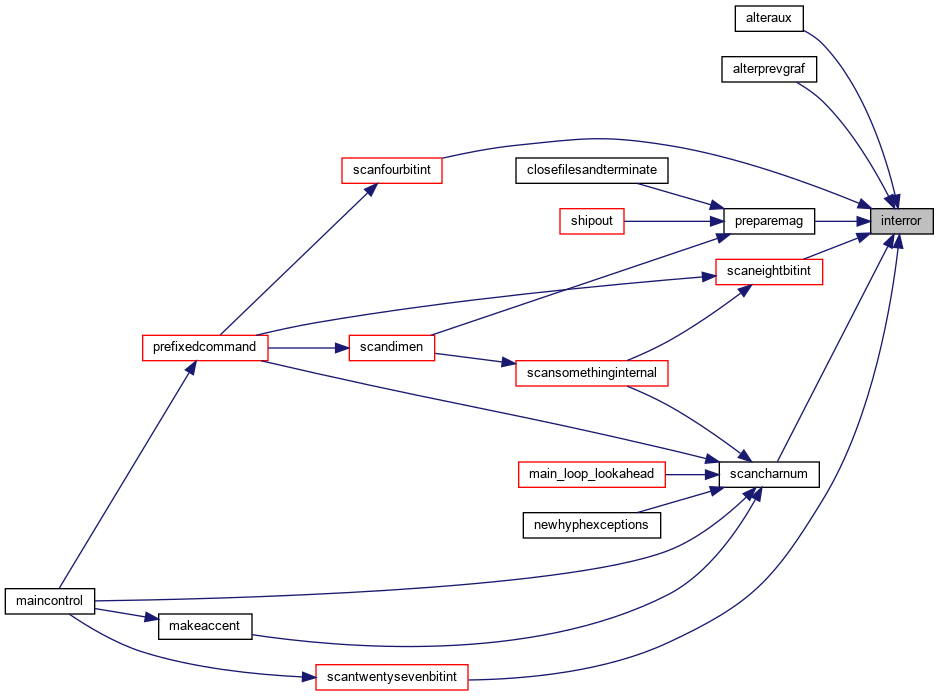 alteraux
alterprevgraf
scanfourbitint
closefilesandterminate
shipout
preparemag
interror
scaneightbitint
prefixedcommand
scandimen
scansomethinginternal
main_loop_lookahead
scancharnum
newhyphexceptions
maincontrol
makeaccent
scantwentysevenbitint